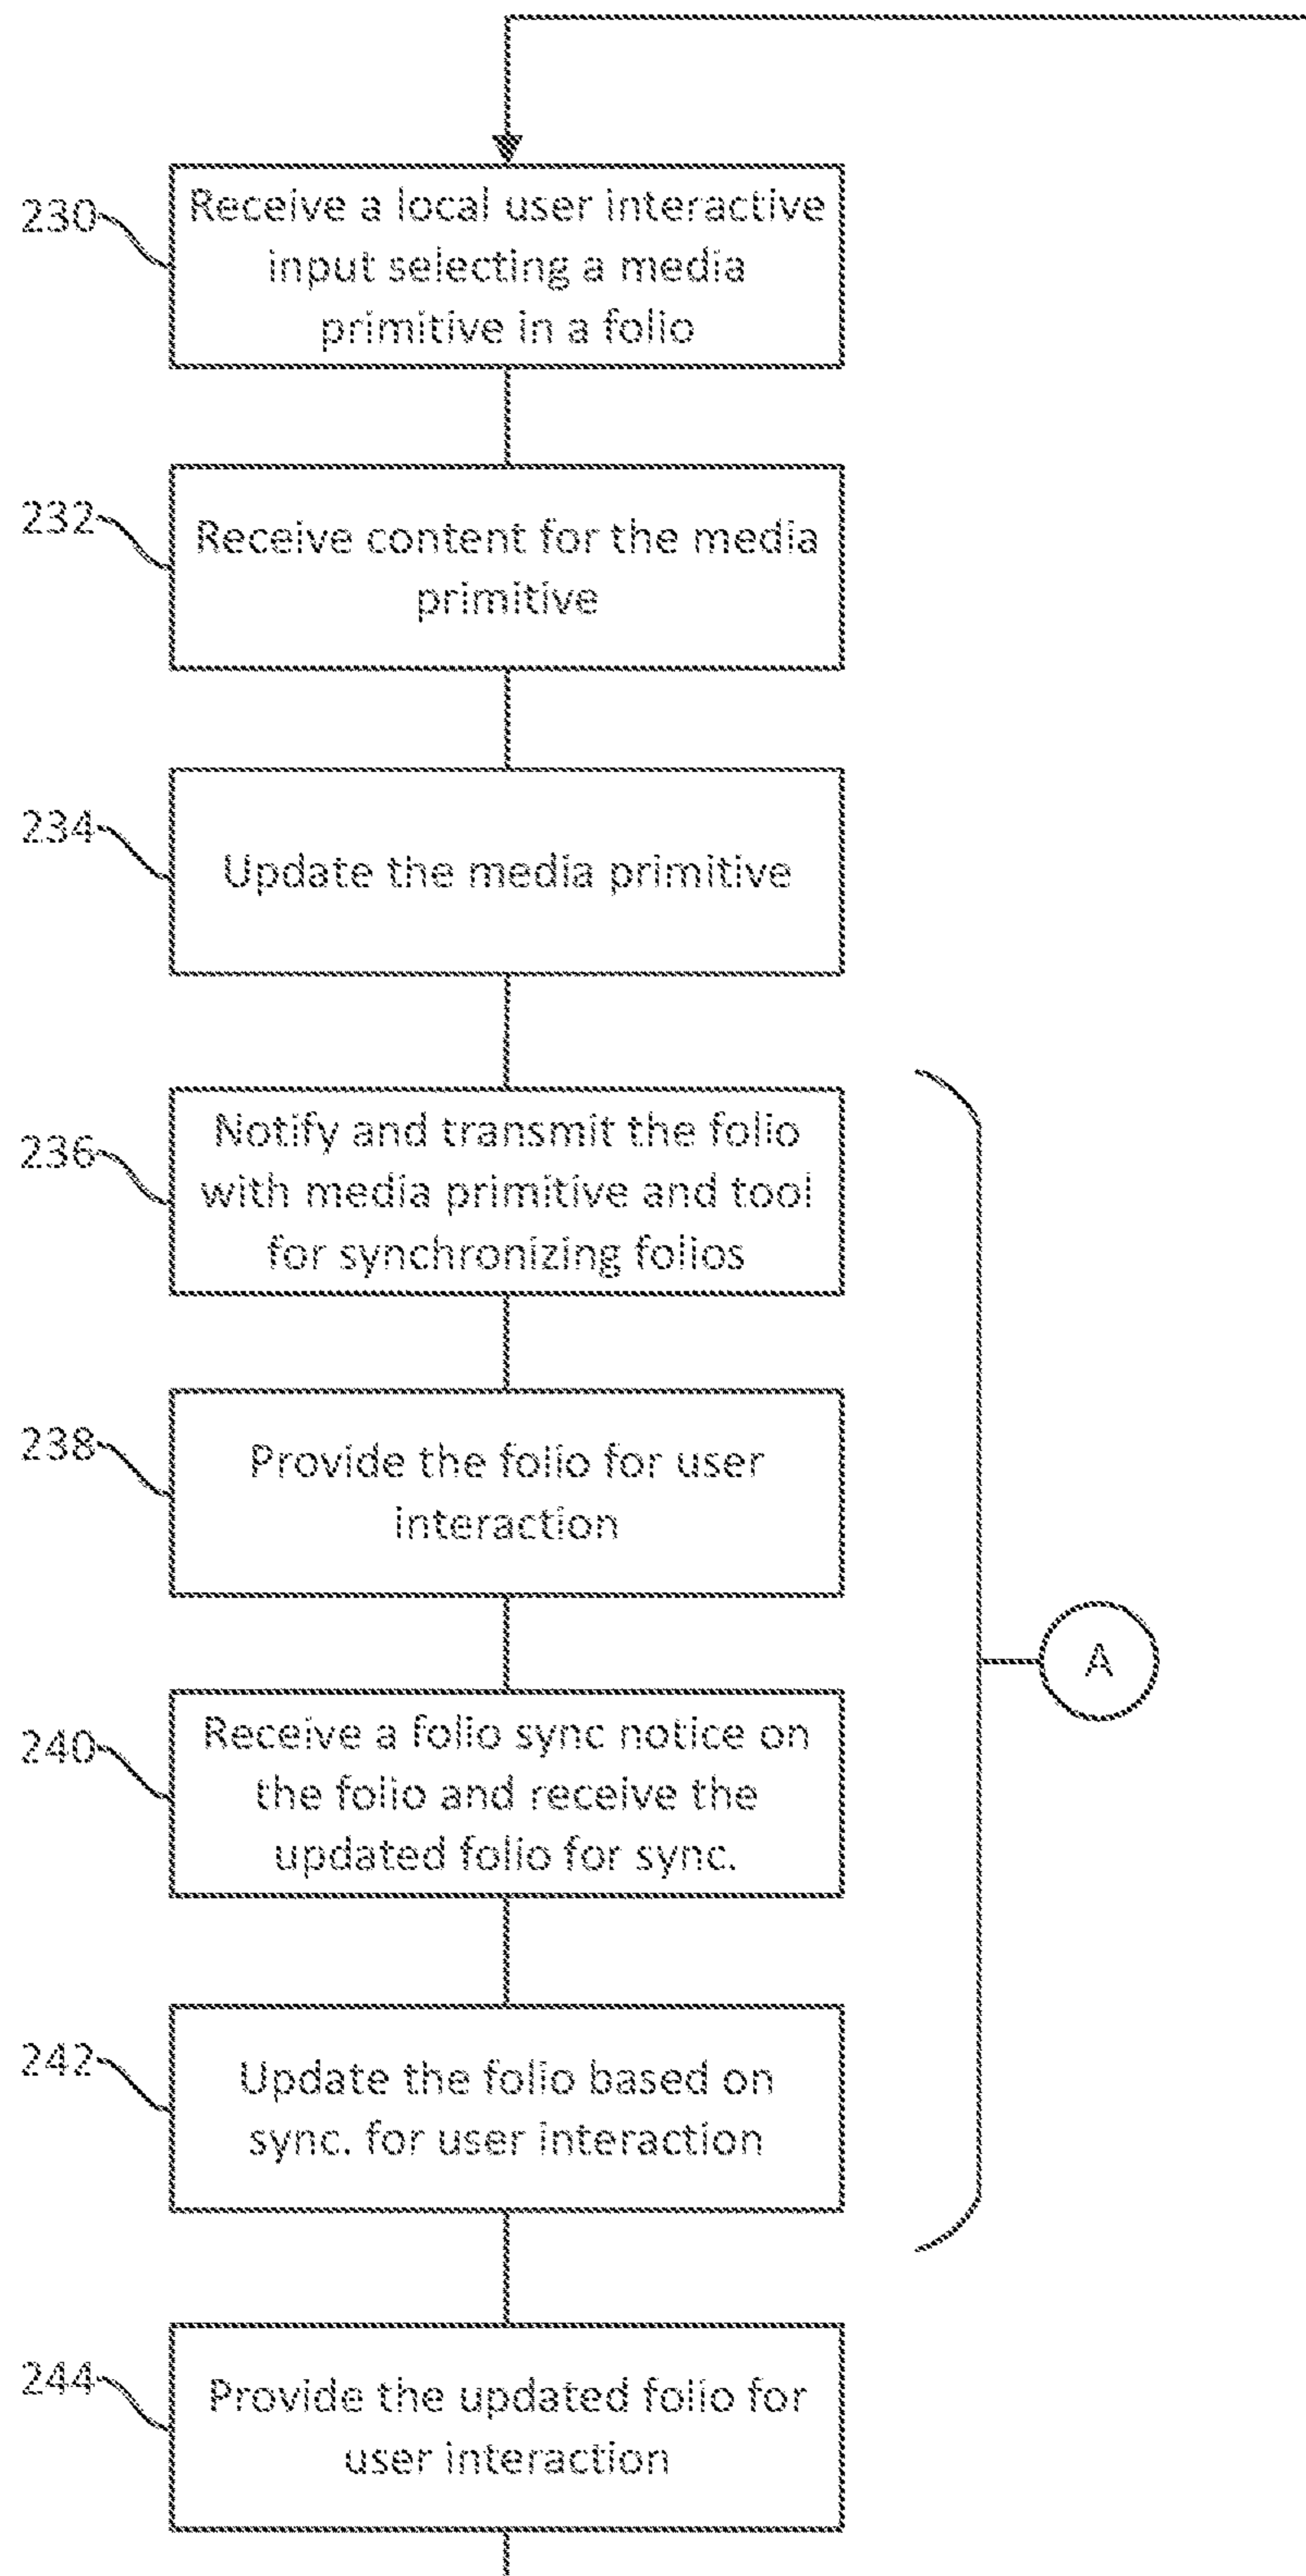 230
Receive a local user interactive
input selecting a media
primitive in a folio
232
Receive content for the media
primitive
234
Update the media primitive
236
Notify and transmit the folio
with media primitive and tool
for synchronizing folios
238
Provide the folio for user
interaction
A
240
Receive a folio sync notice on
the folio and receive the
updated folio for sync.
242
Update the folio based on
sync. for user interaction
244
Provide the updated folio for
user interaction